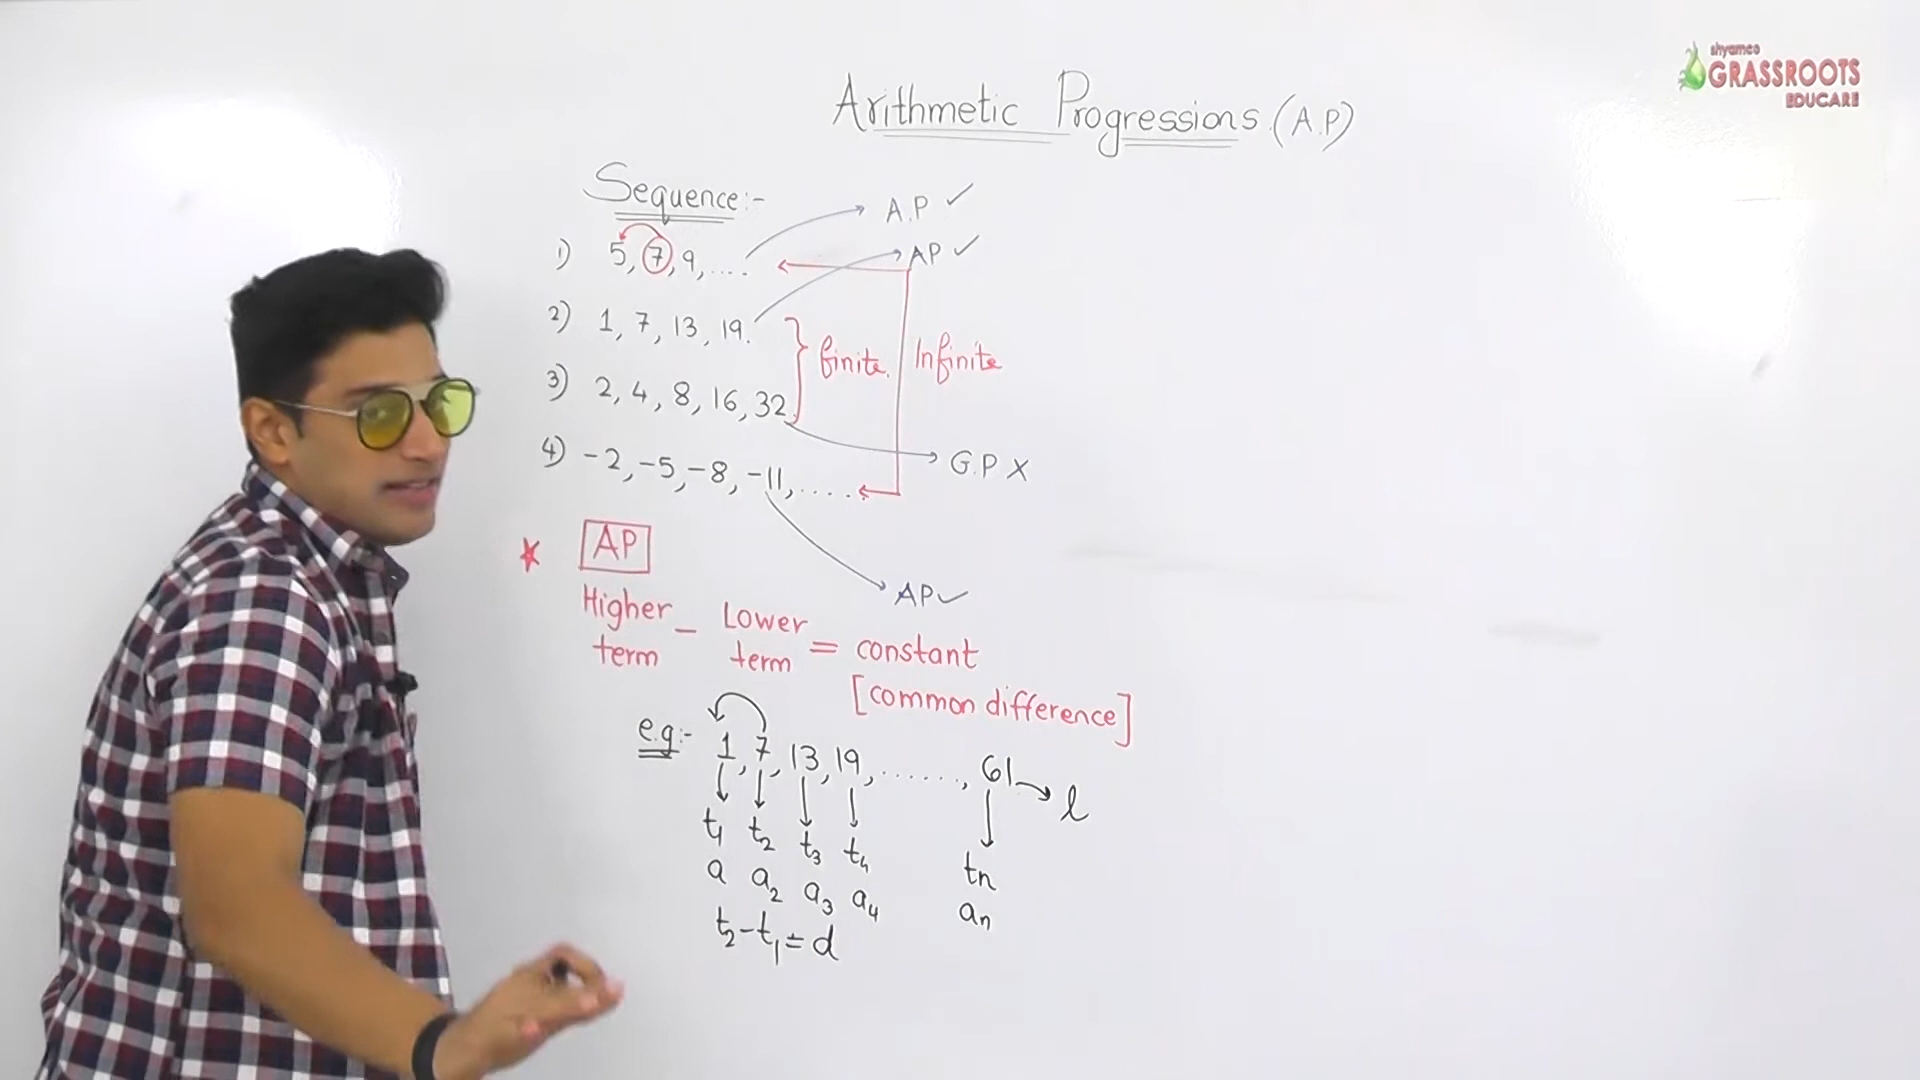 shyames
GRASSROOTS
EDUCARE
Arithmetic Progressions. (A.P)
Sequence:-
1) 5, 7, 9, .... A.P ✓
AP ✓
2) 1, 7, 13, 19.
finite. Infinite
3) 2, 4, 8, 16, 32.
4) -2, -5, -8, -11, ..... G.P X
* AP
AP ✓
Higher term - Lower term = constant
[common difference]
e.g:- 1, 7, 13, 19, ......, 61 → l
t1 t2 t3 t4 tn
a a2 a3 a4 an
t2 - t1 = d